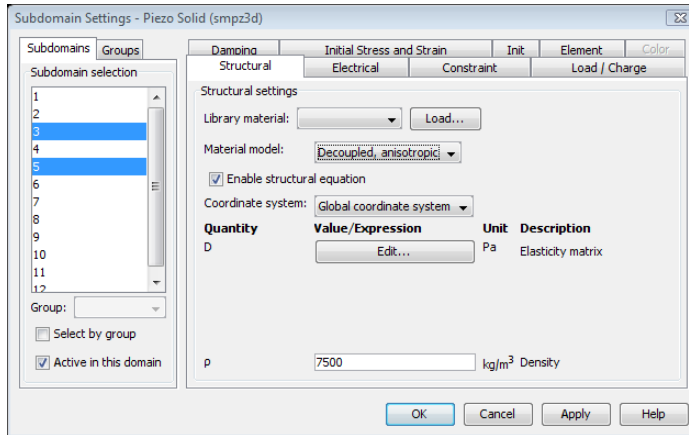 Subdomain Settings - Piezo Solid (smpz3d)
Subdomains Groups
Subdomain selection
1
2
3
4
5
6
7
8
9
10
11
12
Group:
Select by group
Active in this domain
Damping Initial Stress and Strain Init Element Color
Structural Electrical Constraint Load / Charge
Structural settings
Library material: Load...
Material model: Decoupled, anisotropic
Enable structural equation
Coordinate system: Global coordinate system
Quantity Value/Expression Unit Description
D Edit... Pa Elasticity matrix
ρ 7500 kg/m³ Density
OK Cancel Apply Help